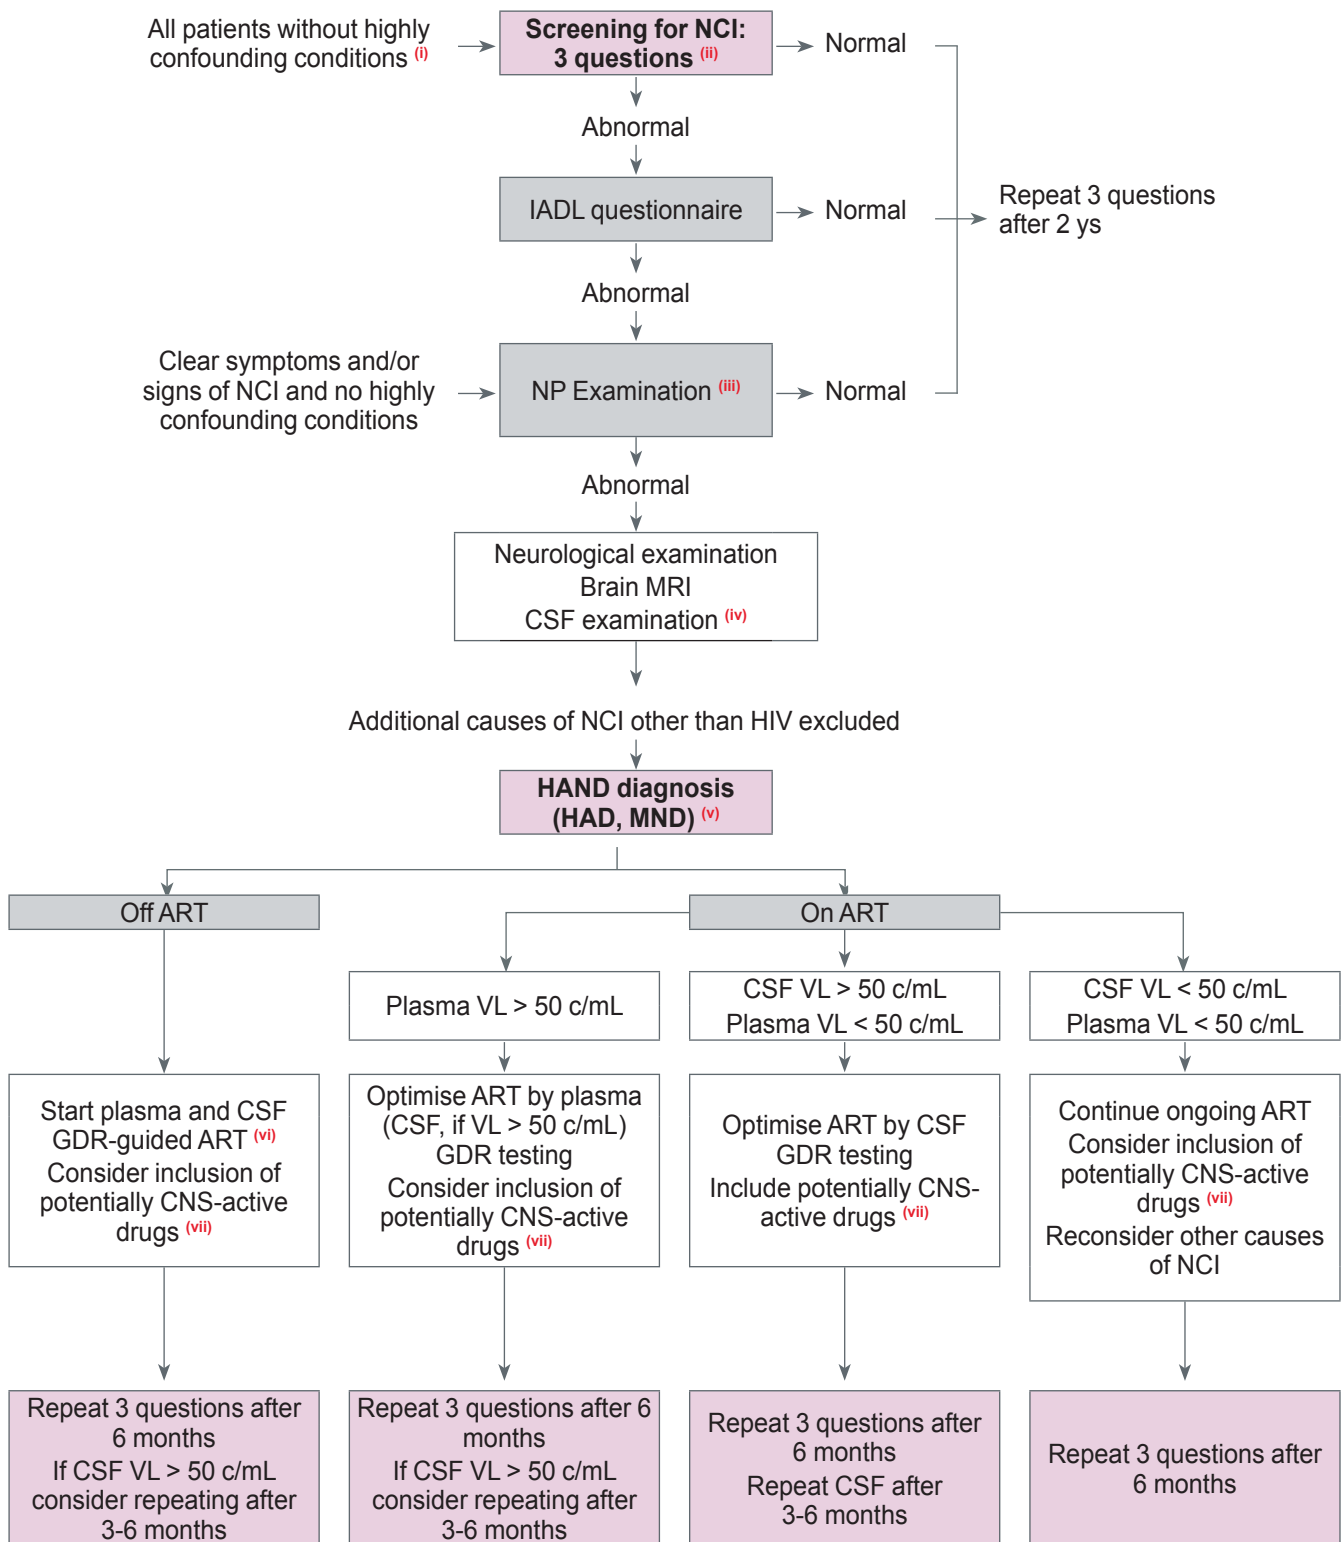 All patients without highly
confounding conditions (i)
Screening for NCI:
3 questions (ii)
Normal
Abnormal
IADL questionnaire
Normal
Repeat 3 questions
after 2 ys
Abnormal
Clear symptoms and/or
signs of NCI and no highly
confounding conditions
NP Examination (iii)
Normal
Abnormal
Neurological examination
Brain MRI
CSF examination (iv)
Additional causes of NCI other than HIV excluded
HAND diagnosis
(HAD, MND) (v)
Off ART
On ART
Plasma VL > 50 c/mL
CSF VL > 50 c/mL
Plasma VL < 50 c/mL
CSF VL < 50 c/mL
Plasma VL < 50 c/mL
Start plasma and CSF
GDR-guided ART (vi)
Consider inclusion of
potentially CNS-active
drugs (vii)
Optimise ART by plasma
(CSF, if VL > 50 c/mL)
GDR testing
Consider inclusion of
potentially CNS-active
drugs (vii)
Optimise ART by CSF
GDR testing
Include potentially CNS-
active drugs (vii)
Continue ongoing ART
Consider inclusion of
potentially CNS-active
drugs (vii)
Reconsider other causes
of NCI
Repeat 3 questions after
6 months
If CSF VL > 50 c/mL
consider repeating after
3-6 months
Repeat 3 questions after 6
months
If CSF VL > 50 c/mL
consider repeating after
3-6 months
Repeat 3 questions after
6 months
Repeat CSF after
3-6 months
Repeat 3 questions after
6 months